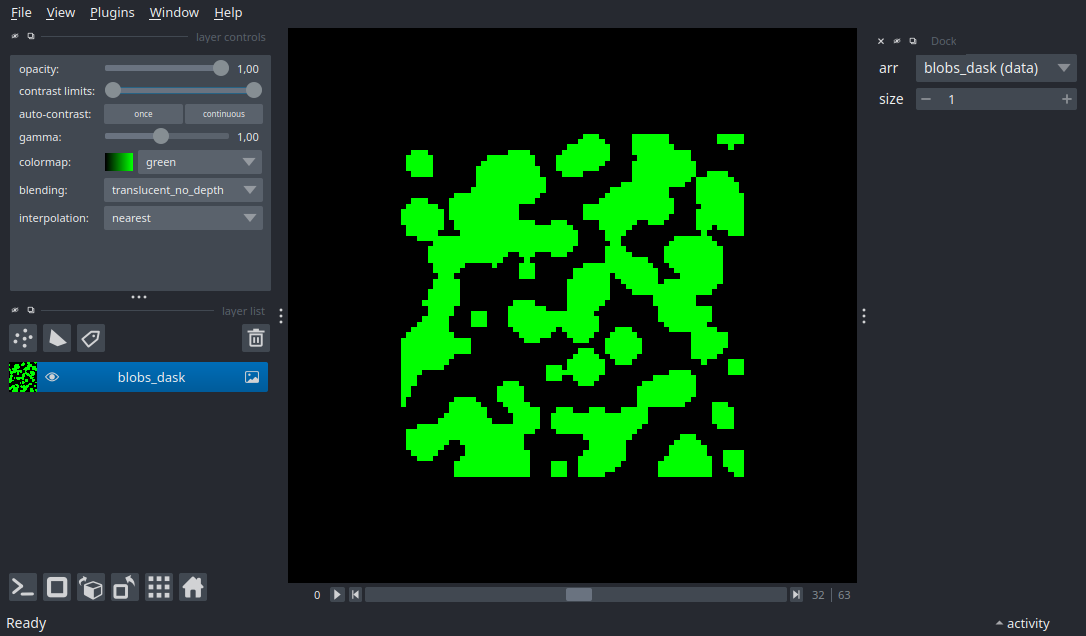 File View Plugins Window Help
layer controls
Dock
opacity: 1,00
contrast limits:
auto-contrast: once continuous
gamma: 1,00
colormap: green
blending: translucent_no_depth
interpolation: nearest
arr blobs_dask (data)
size 1
layer list
blobs_dask
0 32 63
Ready
activity